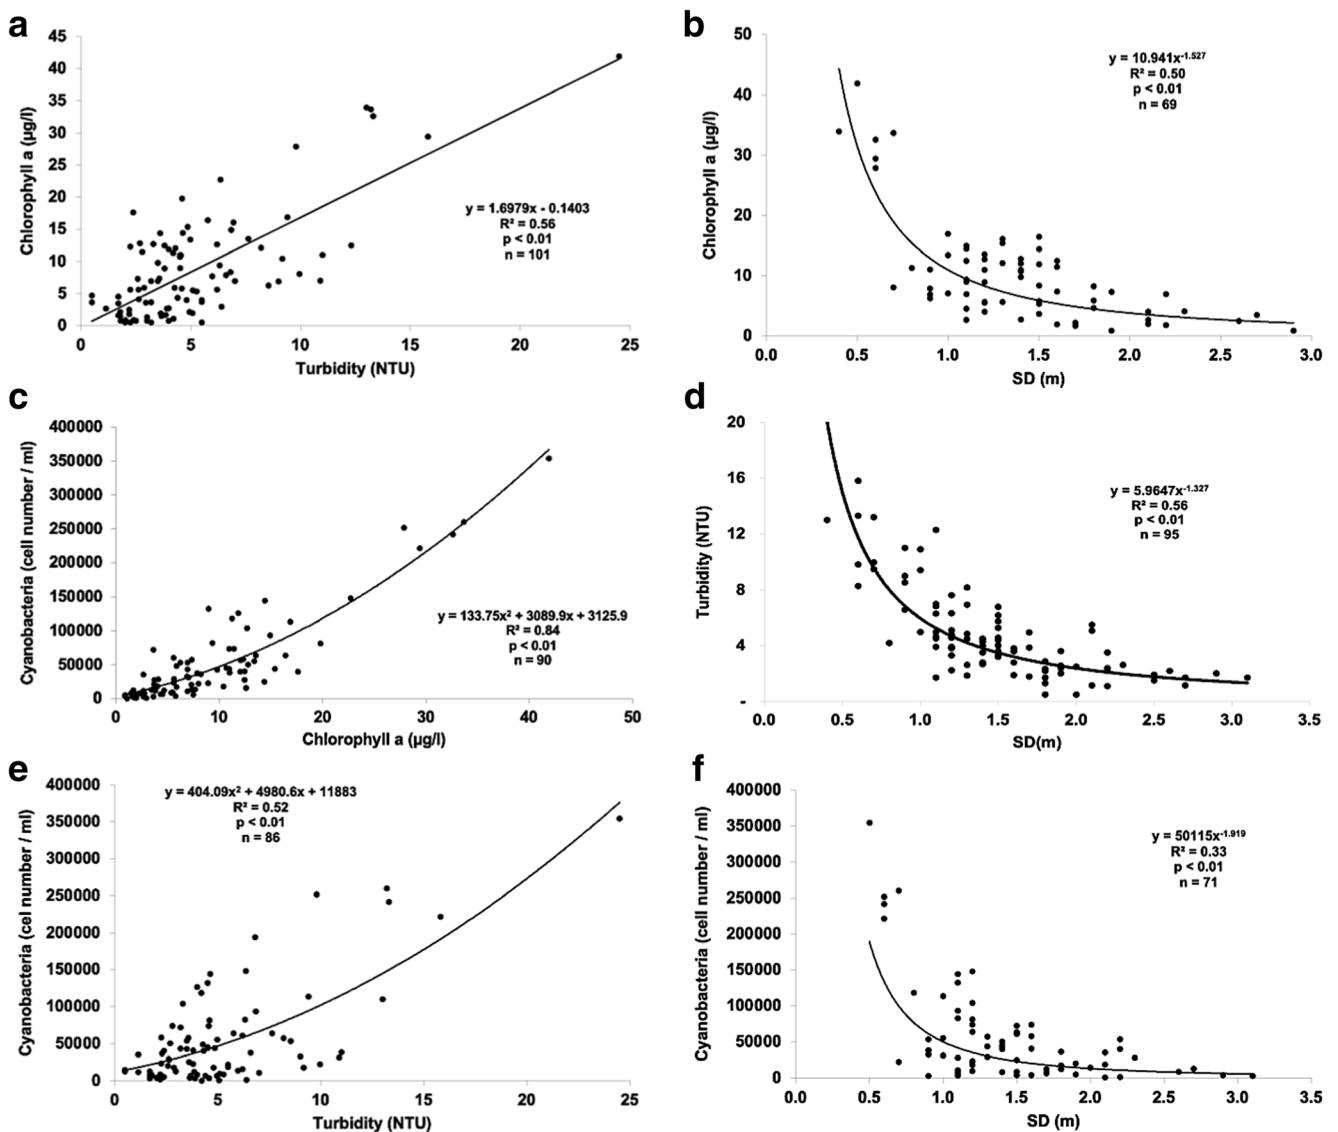 a
45
40
35
30
25
20
15
10
5
0
Chlorophyll a (µg/l)
y = 1.6979x - 0.1403
R² = 0.56
p < 0.01
n = 101
0 5 10 15 20 25
Turbidity (NTU)
b
50
40
30
20
10
0
Chlorophyll a (µg/l)
y = 10.941x-1.527
R² = 0.50
p < 0.01
n = 69
0.0 0.5 1.0 1.5 2.0 2.5 3.0
SD (m)
c
400000
350000
300000
250000
200000
150000
100000
50000
0
Cyanobacteria (cell number / ml)
y = 133.75x² + 3089.9x + 3125.9
R² = 0.84
p < 0.01
n = 90
0 10 20 30 40 50
Chlorophyll a (µg/l)
d
20
16
12
8
4
-
Turbidity (NTU)
y = 5.9647x-1.327
R² = 0.56
p < 0.01
n = 95
0.0 0.5 1.0 1.5 2.0 2.5 3.0 3.5
SD(m)
e
400000
350000
300000
250000
200000
150000
100000
50000
0
Cyanobacteria (cel number / ml)
y = 404.09x² + 4980.6x + 11883
R² = 0.52
p < 0.01
n = 86
0 5 10 15 20 25
Turbidity (NTU)
f
400000
350000
300000
250000
200000
150000
100000
50000
0
Cyanobacteria (cell number / ml)
y = 50115x-1.919
R² = 0.33
p < 0.01
n = 71
0.0 0.5 1.0 1.5 2.0 2.5 3.0 3.5
SD (m)